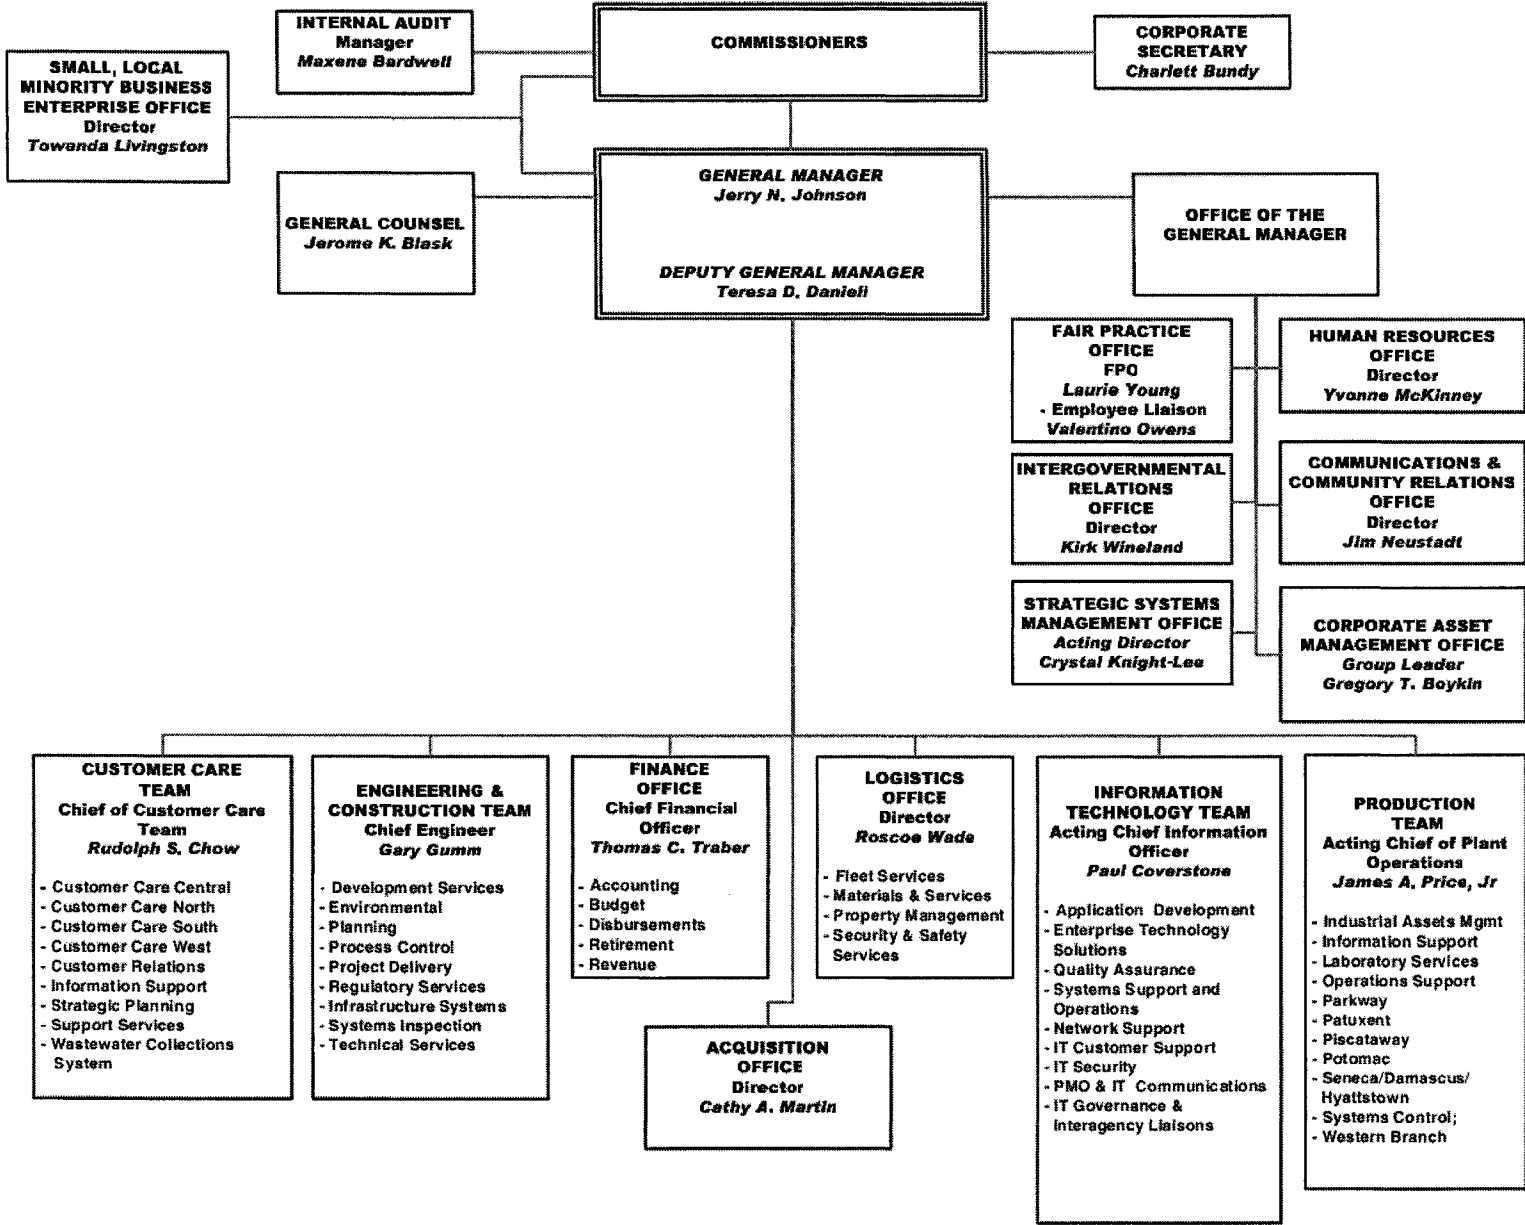 INTERNAL AUDIT
Manager
Maxene Bardwell
COMMISSIONERS
CORPORATE
SECRETARY
Charlett Bundy
SMALL, LOCAL
MINORITY BUSINESS
ENTERPRISE OFFICE
Director
Towanda Livingston
GENERAL COUNSEL
Jerome K. Blask
GENERAL MANAGER
Jerry N. Johnson
DEPUTY GENERAL MANAGER
Teresa D. Daniell
OFFICE OF THE
GENERAL MANAGER
FAIR PRACTICE
OFFICE
FPO
Laurie Young
- Employee Liaison
Valentino Owens
HUMAN RESOURCES
OFFICE
Director
Yvonne McKinney
INTERGOVERNMENTAL
RELATIONS
OFFICE
Director
Kirk Wineland
COMMUNICATIONS &
COMMUNITY RELATIONS
OFFICE
Director
Jim Neustadt
STRATEGIC SYSTEMS
MANAGEMENT OFFICE
Acting Director
Crystal Knight-Lee
CORPORATE ASSET
MANAGEMENT OFFICE
Group Leader
Gregory T. Boykin
CUSTOMER CARE
TEAM
Chief of Customer Care
Team
Rudolph S. Chow
- Customer Care Central
- Customer Care North
- Customer Care South
- Customer Care West
- Customer Relations
- Information Support
- Strategic Planning
- Support Services
- Wastewater Collections
System
ENGINEERING &
CONSTRUCTION TEAM
Chief Engineer
Gary Gumm
- Development Services
- Environmental
- Planning
- Process Control
- Project Delivery
- Regulatory Services
- Infrastructure Systems
- Systems Inspection
- Technical Services
FINANCE
OFFICE
Chief Financial
Officer
Thomas C. Traber
- Accounting
- Budget
- Disbursements
- Retirement
- Revenue
LOGISTICS
OFFICE
Director
Roscoe Wade
- Fleet Services
- Materials & Services
- Property Management
- Security & Safety
Services
ACQUISITION
OFFICE
Director
Cathy A. Martin
INFORMATION
TECHNOLOGY TEAM
Acting Chief Information
Officer
Paul Coverstone
- Application Development
- Enterprise Technology
Solutions
- Quality Assurance
- Systems Support and
Operations
- Network Support
- IT Customer Support
- IT Security
- PMO & IT Communications
- IT Governance &
Interagency Liaisons
PRODUCTION
TEAM
Acting Chief of Plant
Operations
James A. Price, Jr
- Industrial Assets Mgmt
- Information Support
- Laboratory Services
- Operations Support
- Parkway
- Patuxent
- Piscataway
- Potomac
- Seneca/Damascus/
Hyattstown
- Systems Control;
- Western Branch